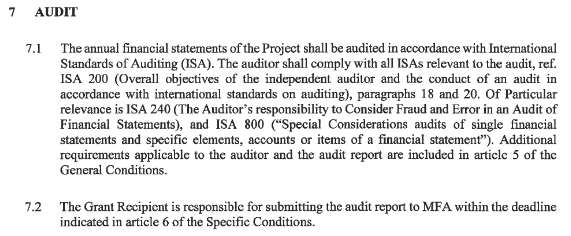 7 AUDIT
7.1 The annual financial statements of the Project shall be audited in accordance with International
Standards of Auditing (ISA). The auditor shall comply with all ISAs relevant to the audit, ref.
ISA 200 (Overall objectives of the independent auditor and the conduct of an audit in
accordance with international standards on auditing), paragraphs 18 and 20. Of Particular
relevance is ISA 240 (The Auditor's responsibility to Consider Fraud and Error in an Audit of
Financial Statements), and ISA 800 ("Special Considerations audits of single financial
statements and specific elements, accounts or items of a financial statement"). Additional
requirements applicable to the auditor and the audit report are included in article 5 of the
General Conditions.
7.2 The Grant Recipient is responsible for submitting the audit report to MFA within the deadline
indicated in article 6 of the Specific Conditions.